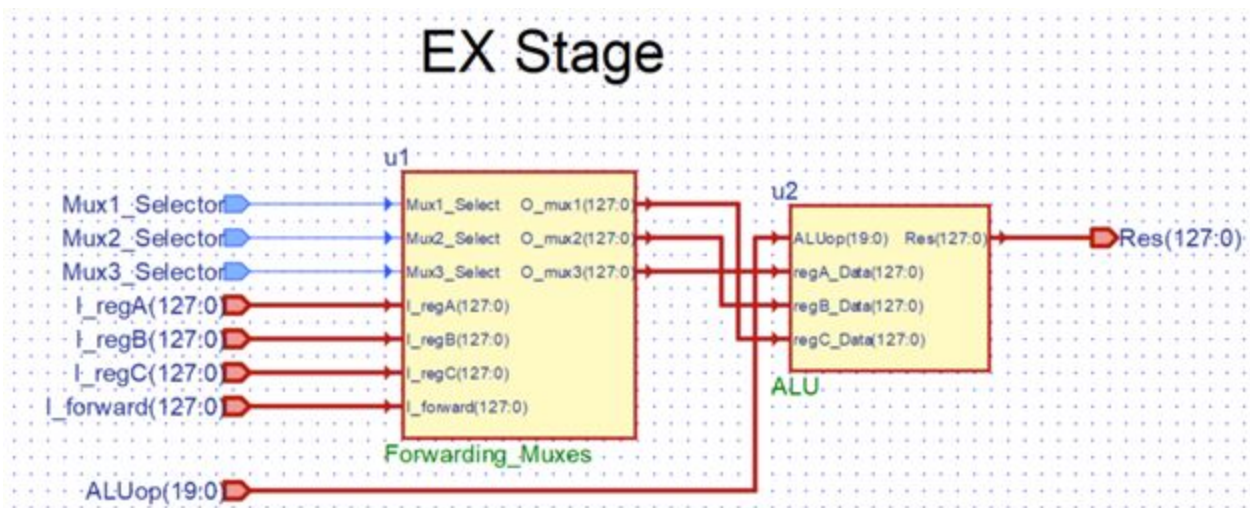 EX Stage
u1
u2
Mux1_Selector
Mux2_Selector
Mux3_Selector
I_regA(127:0)
I_regB(127:0)
I_regC(127:0)
I_forward(127:0)
ALUop(19:0)
Mux1_Select O_mux1(127:0)
Mux2_Select O_mux2(127:0)
Mux3_Select O_mux3(127:0)
I_regA(127:0)
I_regB(127:0)
I_regC(127:0)
I_forward(127:0)
Forwarding_Muxes
ALUop(19:0) Res(127:0)
regA_Data(127:0)
regB_Data(127:0)
regC_Data(127:0)
ALU
Res(127:0)